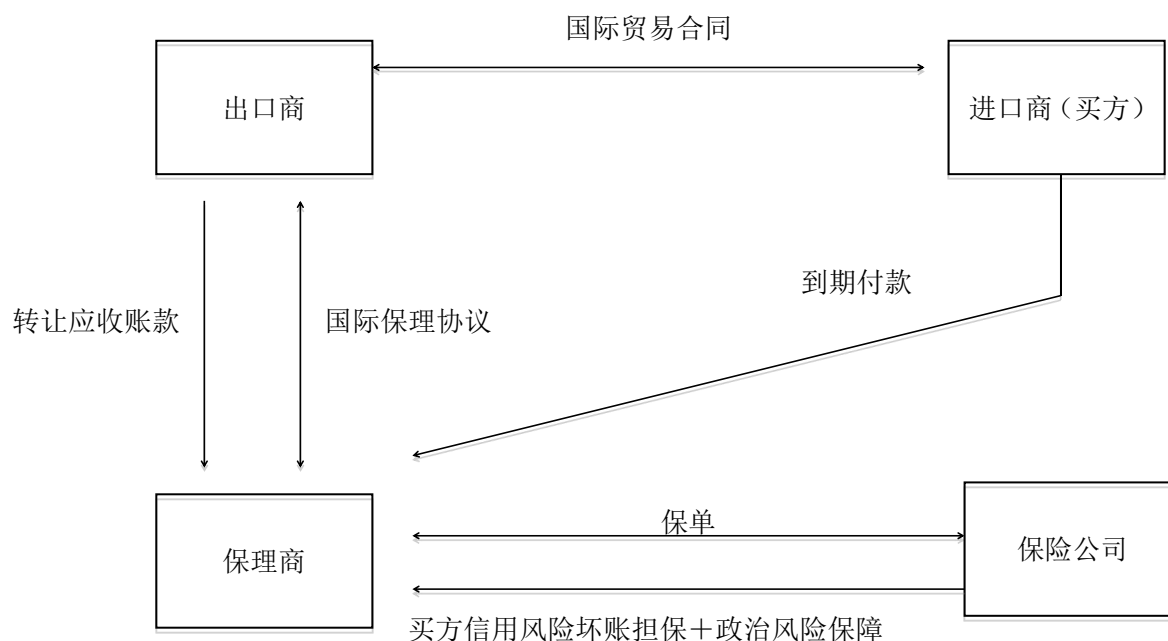 国际贸易合同
出口商
进口商（买方）
到期付款
转让应收账款
国际保理协议
保单
保理商
保险公司
买方信用风险坏账担保＋政治风险保障